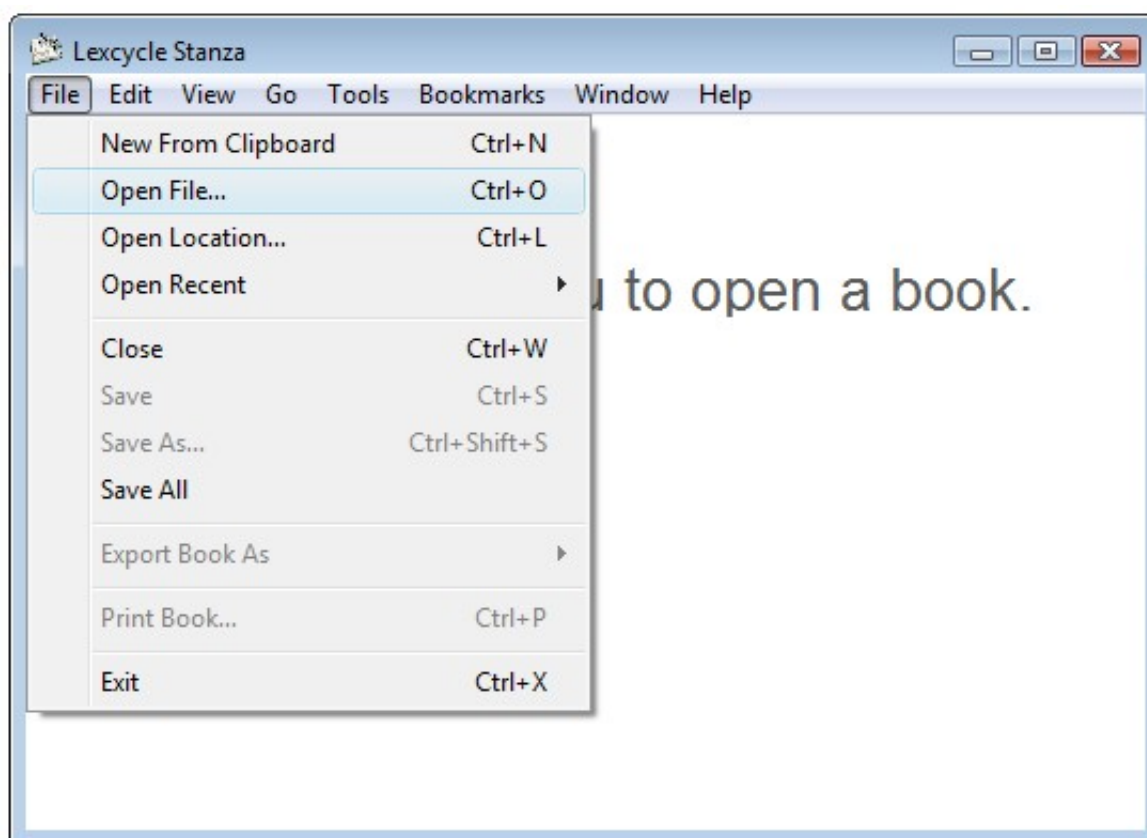 Lexcycle Stanza
File Edit View Go Tools Bookmarks Window Help
New From Clipboard Ctrl+N
Open File... Ctrl+O
Open Location... Ctrl+L
Open Recent
to open a book.
Close Ctrl+W
Save Ctrl+S
Save As... Ctrl+Shift+S
Save All
Export Book As
Print Book... Ctrl+P
Exit Ctrl+X